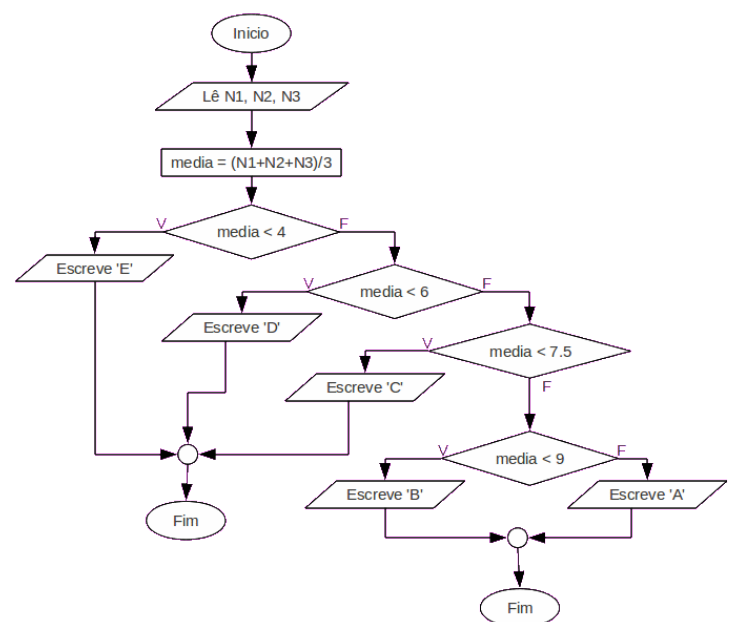 Inicio
Lê N1, N2, N3
media = (N1+N2+N3)/3
V
F
media < 4
Escreve 'E'
V
F
media < 6
Escreve 'D'
V
media < 7.5
Escreve 'C'
F
V
F
media < 9
Escreve 'B'
Escreve 'A'
Fim
Fim